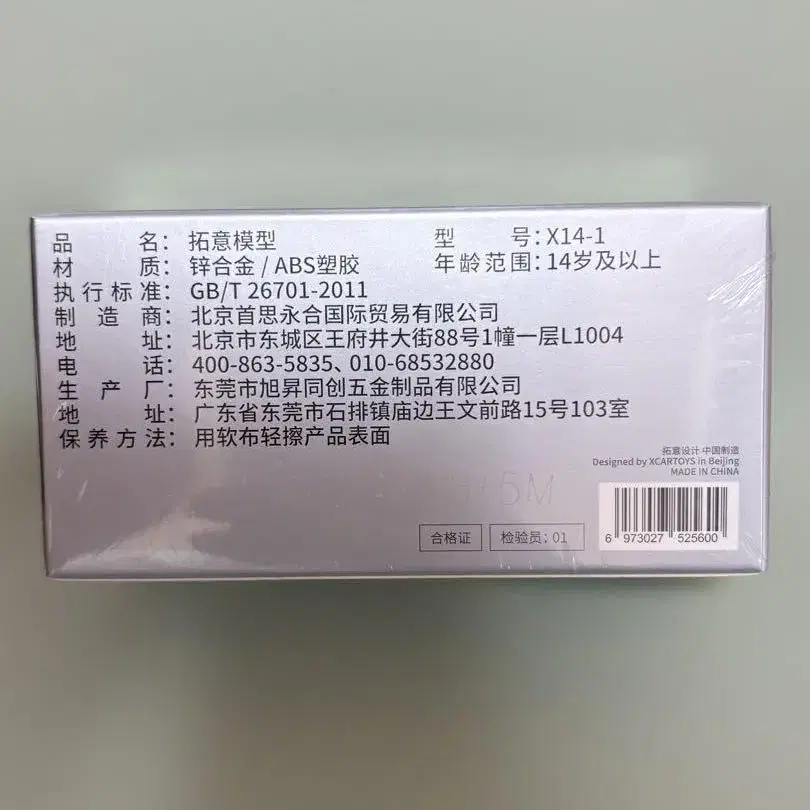 品名：拓意模型 型号：X14-1
材质：锌合金 / ABS塑胶 年龄范围：14岁及以上
执行标准：GB/T 26701-2011
制造商：北京首思永合国际贸易有限公司
地址：北京市东城区王府井大街88号1幢一层L1004
电话：400-863-5835、010-68532880
生产厂：东莞市旭昇同创五金制品有限公司
地址：广东省东莞市石排镇庙边王文前路15号103室
保养方法：用软布轻擦产品表面
拓意设计 中国制造
Designed by XCARTOYS in Beijing
MADE IN CHINA
5M
合格证 检验员：01
6 973027 525600